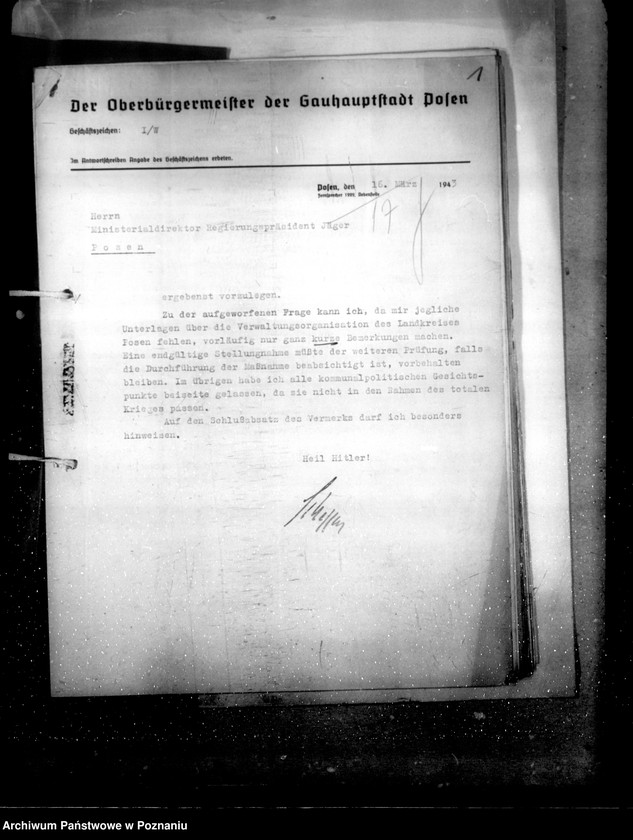 1
Der Oberbürgermeister der Gauhauptstadt Posen
Geschäftszeichen: I/W
Im Antwortschreiben Angabe des Geschäftszeichens erbeten.
Posen, den 16. März 1943
17
Herrn
Ministerialdirektor Regierungspräsident Jäger
Posen
ergebenst vorzulegen.
Zu der aufgeworfenen Frage kann ich, da mir jegliche
Unterlagen über die Verwaltungsorganisation des Landkreises
Posen fehlen, vorläufig nur ganz kurze Bemerkungen machen.
Eine endgültige Stellungnahme müßte der weiteren Prüfung, falls
die Durchführung der Maßnahme beabsichtigt ist, vorbehalten
bleiben. Im übrigen habe ich alle kommunalpolitischen Gesichts-
punkte beiseite gelassen, da sie nicht in den Rahmen des totalen
Krieges passen.
Auf den Schlußabsatz des Vermerks darf ich besonders
hinweisen.
Heil Hitler!
Archiwum Państwowe w Poznaniu